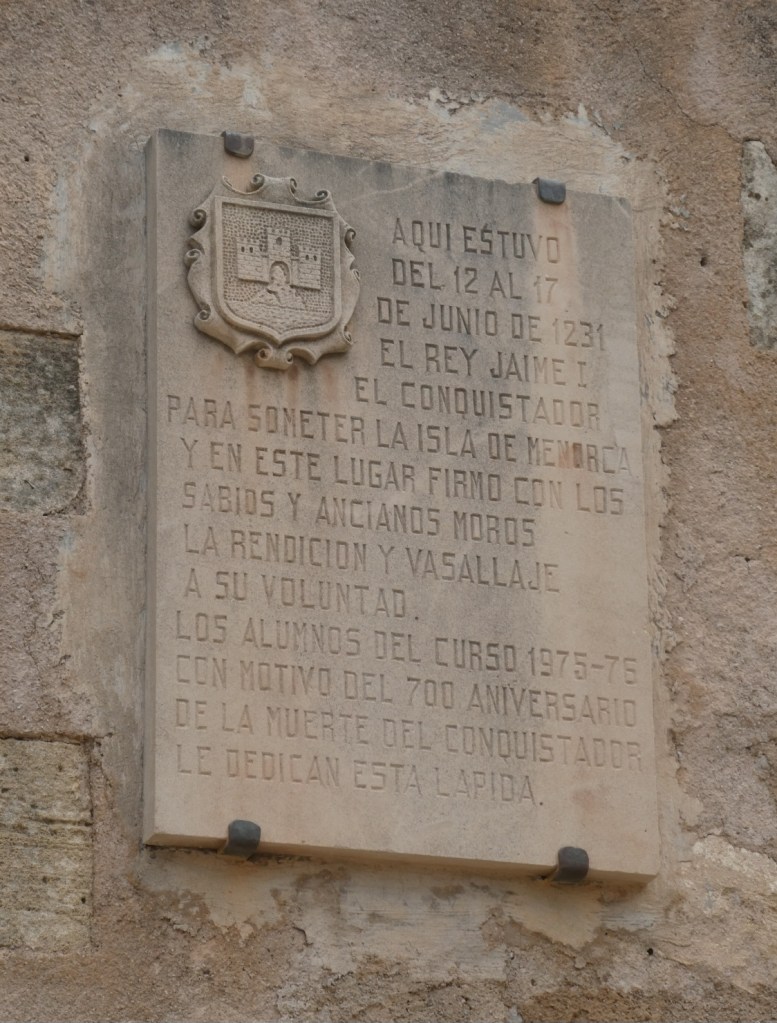 AQUI ESTUVO
DEL 12 AL 17
DE JUNIO DE 1231
EL REY JAIME I
EL CONQUISTADOR
PARA SOMETER LA ISLA DE MENORCA
Y EN ESTE LUGAR FIRMO CON LOS
SABIOS Y ANCIANOS MOROS
LA RENDICION Y VASALLAJE
A SU VOLUNTAD.
LOS ALUMNOS DEL CURSO 1975-76
CON MOTIVO DEL 700 ANIVERSARIO
DE LA MUERTE DEL CONQUISTADOR
LE DEDICAN ESTA LAPIDA.